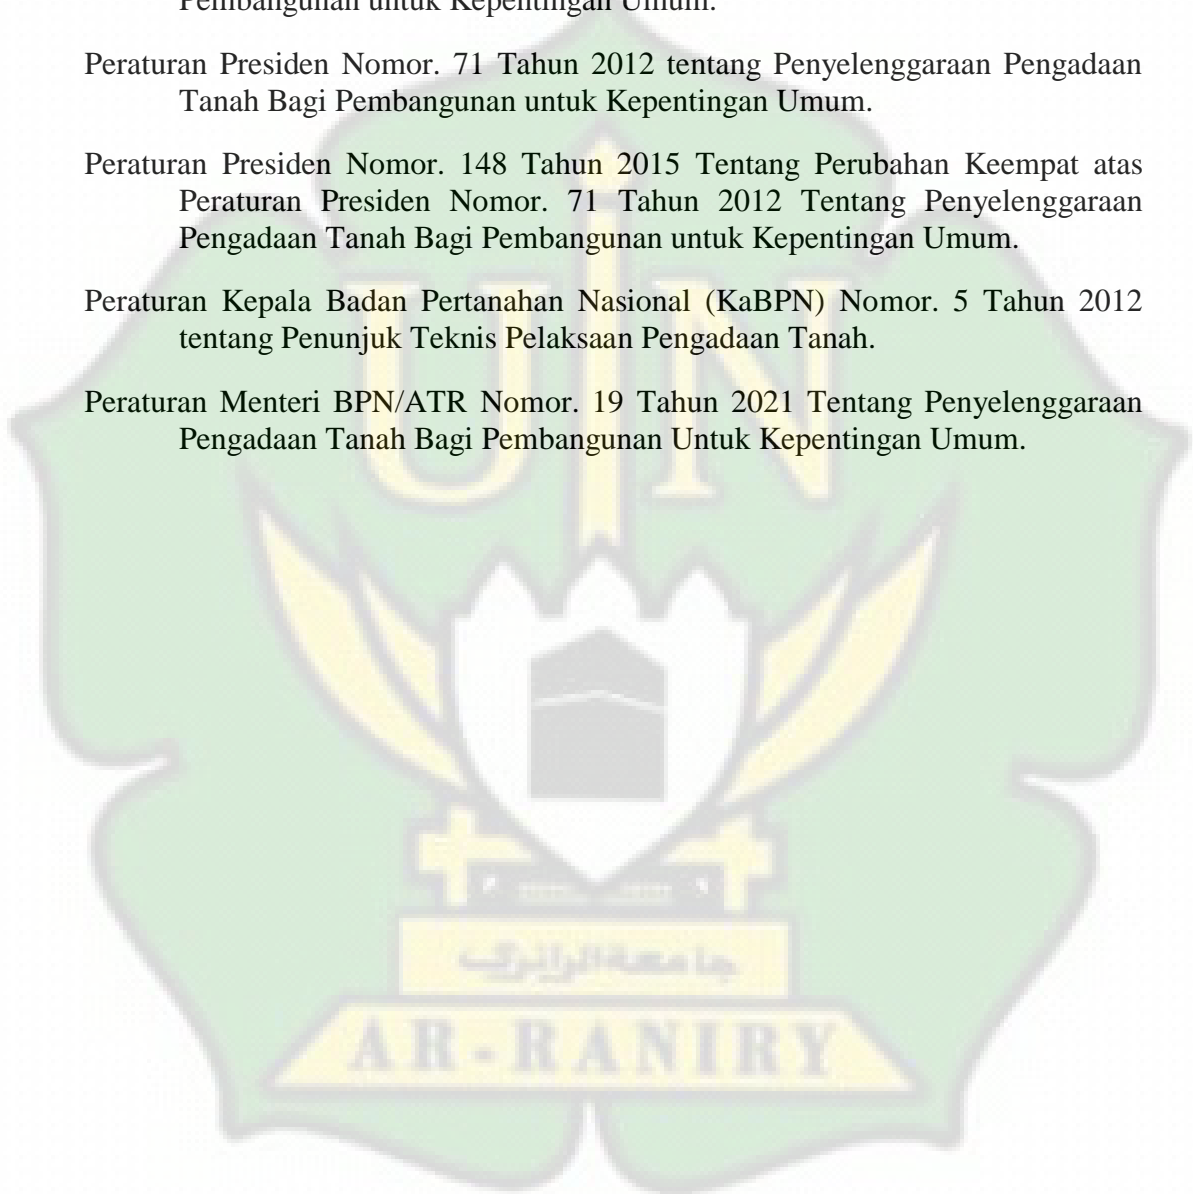 Pembangunan untuk Kepentingan Umum.
Peraturan Presiden Nomor. 71 Tahun 2012 tentang Penyelenggaraan Pengadaan
Tanah Bagi Pembangunan untuk Kepentingan Umum.
Peraturan Presiden Nomor. 148 Tahun 2015 Tentang Perubahan Keempat atas
Peraturan Presiden Nomor. 71 Tahun 2012 Tentang Penyelenggaraan
Pengadaan Tanah Bagi Pembangunan untuk Kepentingan Umum.
Peraturan Kepala Badan Pertanahan Nasional (KaBPN) Nomor. 5 Tahun 2012
tentang Penunjuk Teknis Pelaksaan Pengadaan Tanah.
Peraturan Menteri BPN/ATR Nomor. 19 Tahun 2021 Tentang Penyelenggaraan
Pengadaan Tanah Bagi Pembangunan Untuk Kepentingan Umum.
UIN
جامعة الرانري
AR-RANIRY